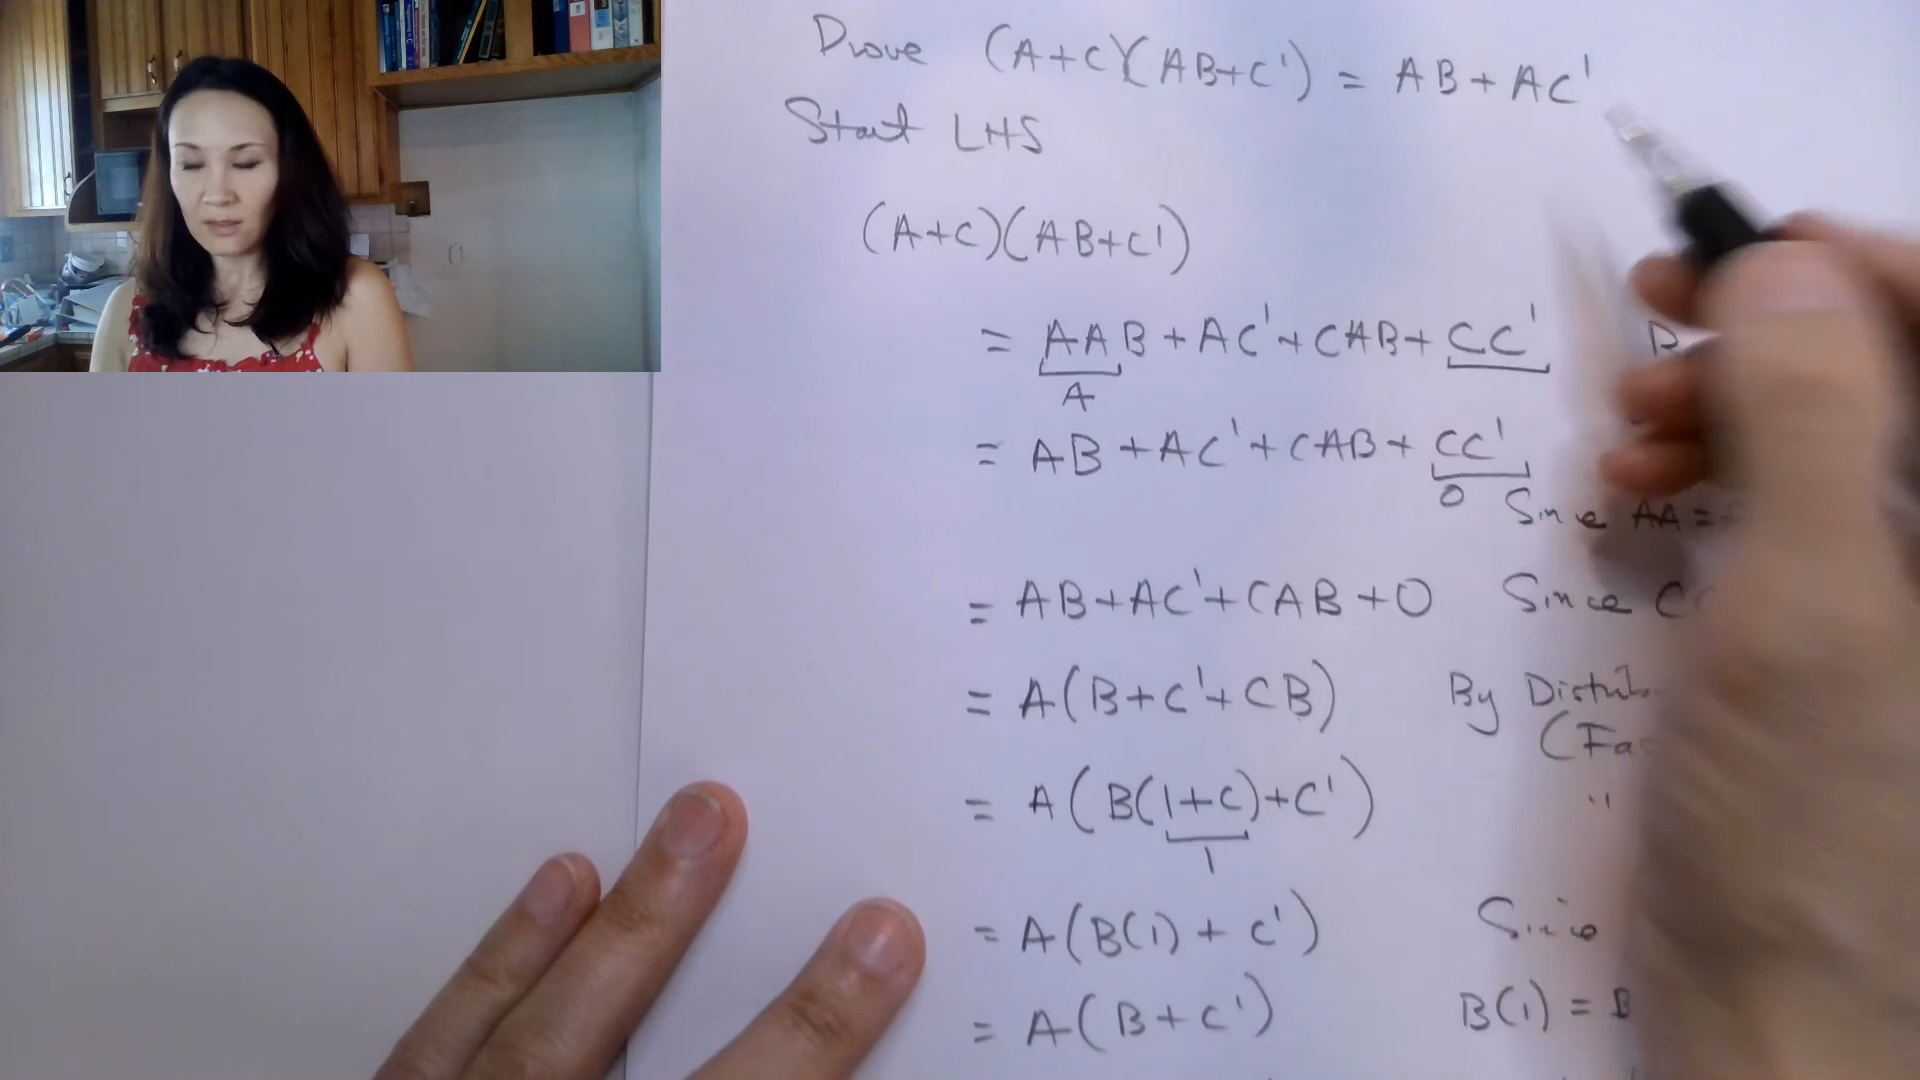 Prove (A+C)(AB+C') = AB+AC'
Start LHS
(A+C)(AB+C')
= AAB+AC'+CAB+CC' B
A
= AB+AC'+CAB+CC'
0 Since AA=
= AB+AC'+CAB+0 Since C
= A(B+C'+CB) By
(
= A(B(1+C)+C') "
1
= A(B(1)+C') Since
= A(B+C') B(1) = B